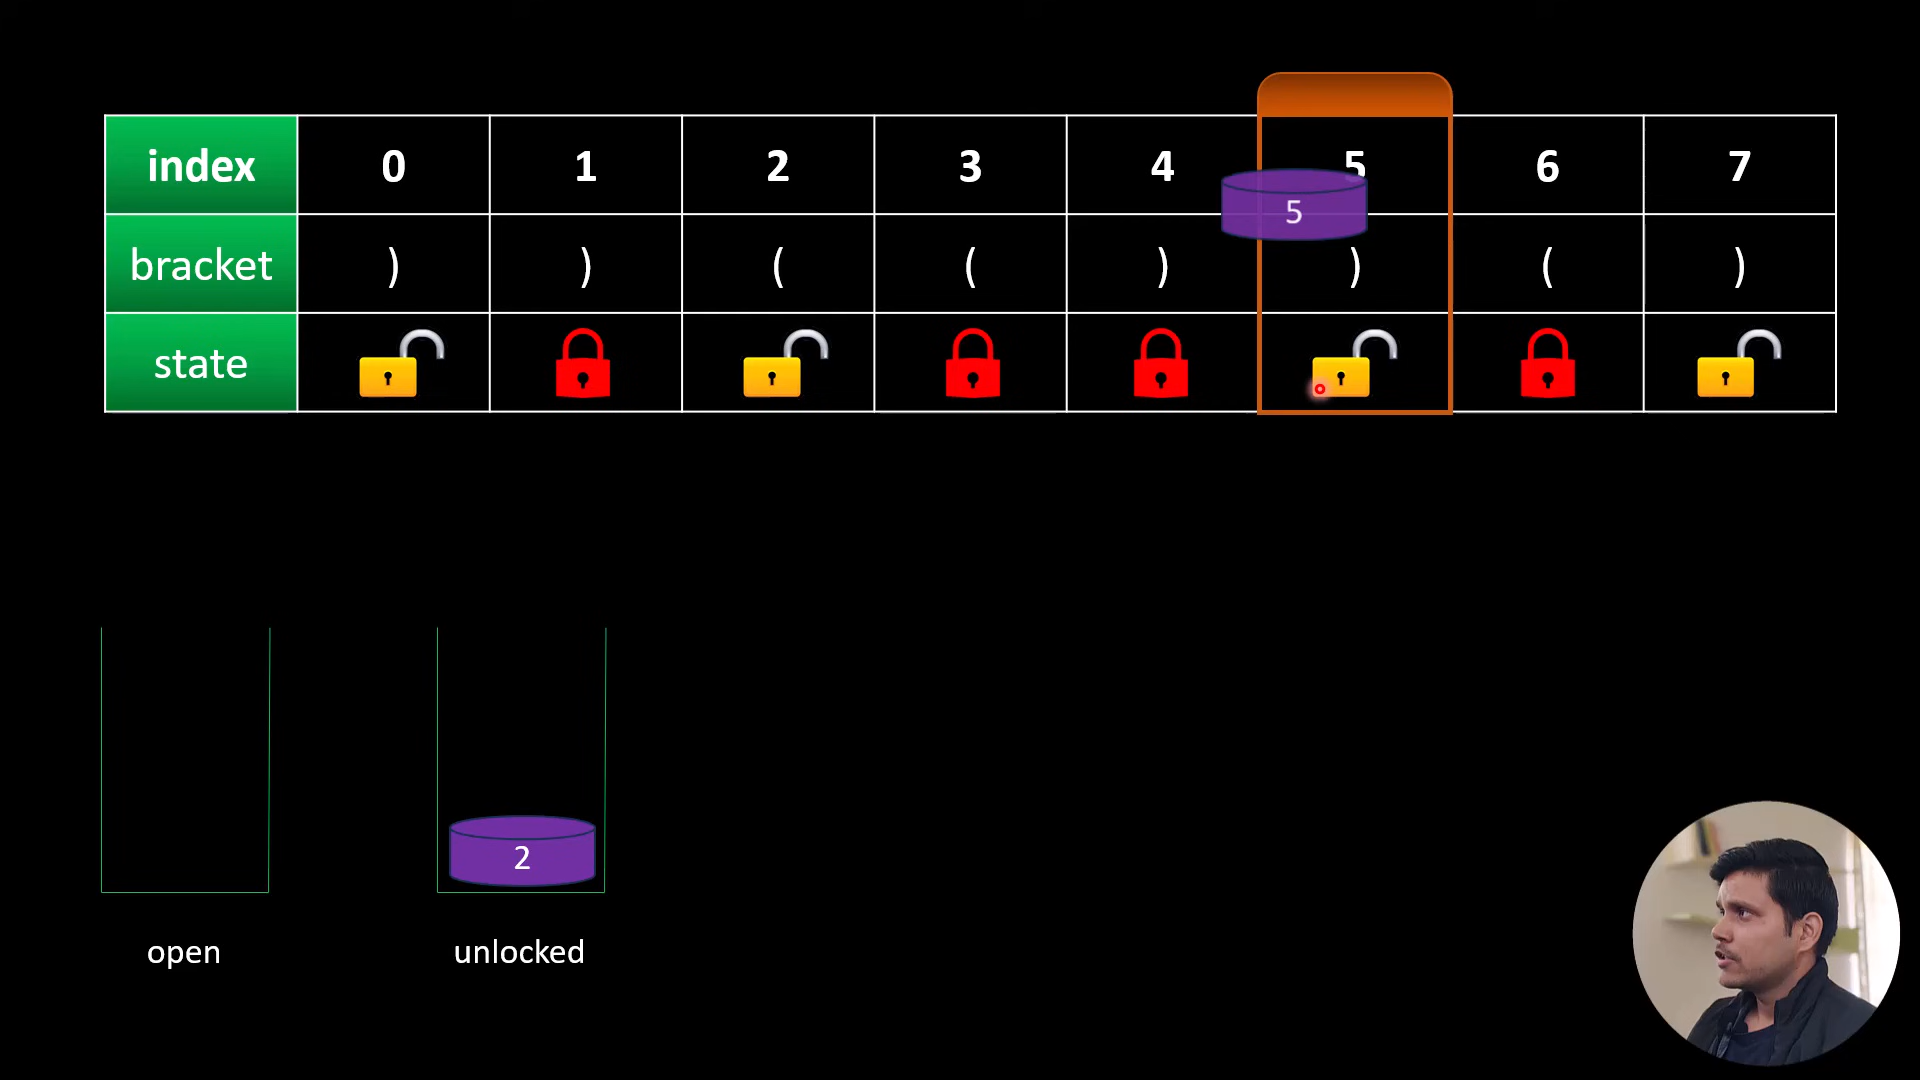 index 0 1 2 3 4 5 6 7
5
bracket ) ) ( ( ) ) ( )
state
2
open unlocked